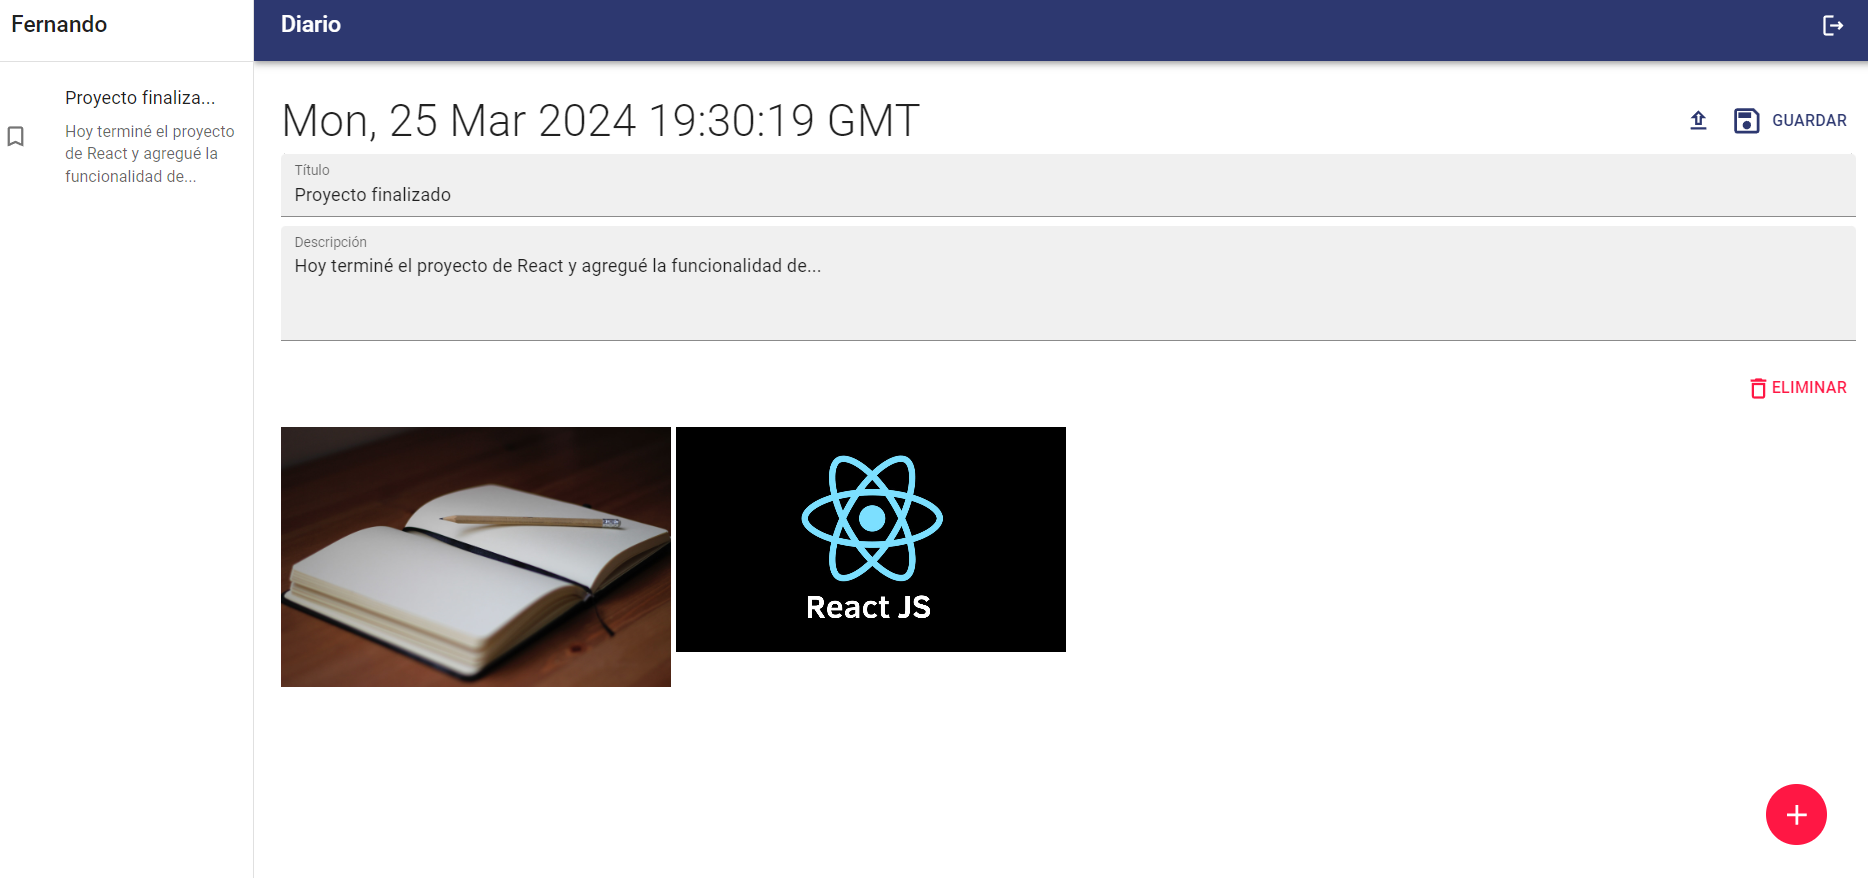 Fernando
Diario
Proyecto finaliza...
Hoy terminé el proyecto
de React y agregué la
funcionalidad de...
Mon, 25 Mar 2024 19:30:19 GMT
GUARDAR
Título
Proyecto finalizado
Descripción
Hoy terminé el proyecto de React y agregué la funcionalidad de...
ELIMINAR
React JS